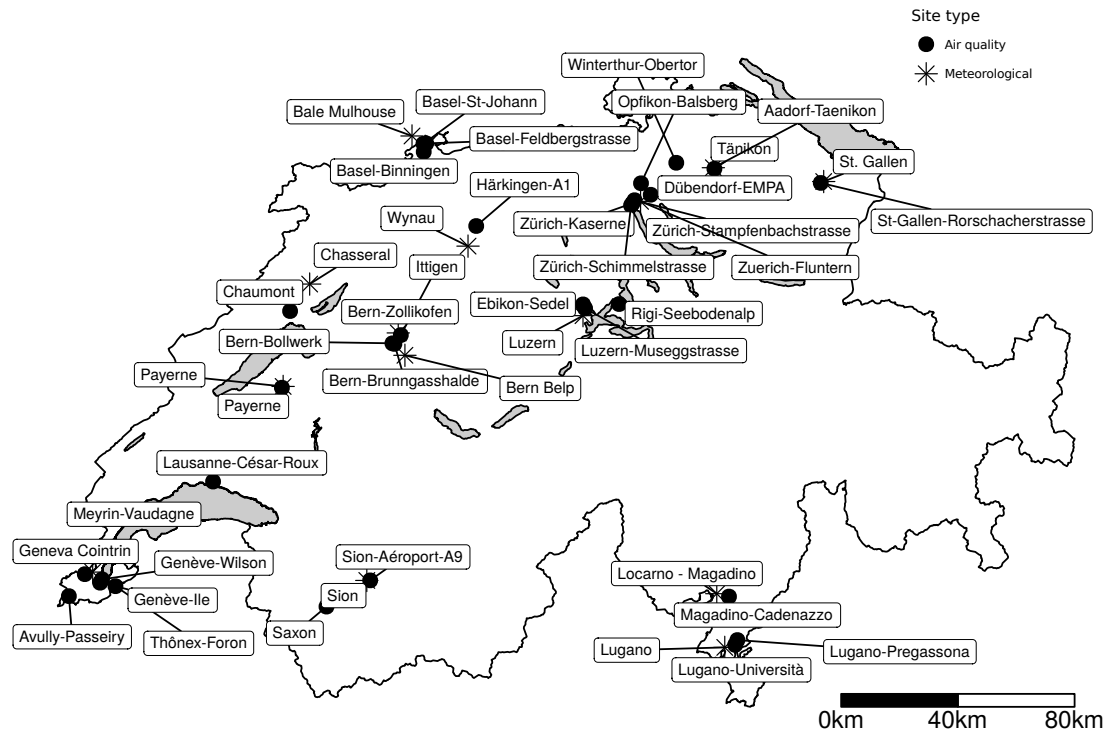 Site type
Air quality
Meteorological
Winterthur-Obertor
Opfikon-Balsberg
Aadorf-Taenikon
Bale Mulhouse
Basel-St-Johann
Basel-Feldbergstrasse
Tänikon
St. Gallen
Basel-Binningen
Härkingen-A1
Dübendorf-EMPA
Wynau
Zürich-Kaserne
Zürich-Stampfenbachstrasse
St-Gallen-Rorschacherstrasse
Chasseral
Ittigen
Zürich-Schimmelstrasse
Zuerich-Fluntern
Chaumont
Bern-Zollikofen
Ebikon-Sedel
Rigi-Seebodenalp
Bern-Bollwerk
Luzern
Luzern-Museggstrasse
Payerne
Bern-Brunngasshalde
Bern Belp
Payerne
Lausanne-César-Roux
Meyrin-Vaudagne
Geneva Cointrin
Genève-Wilson
Sion-Aéroport-A9
Locarno - Magadino
Genève-Ile
Sion
Magadino-Cadenazzo
Avully-Passeiry
Thônex-Foron
Saxon
Lugano
Lugano-Pregassona
Lugano-Università
0km
40km
80km